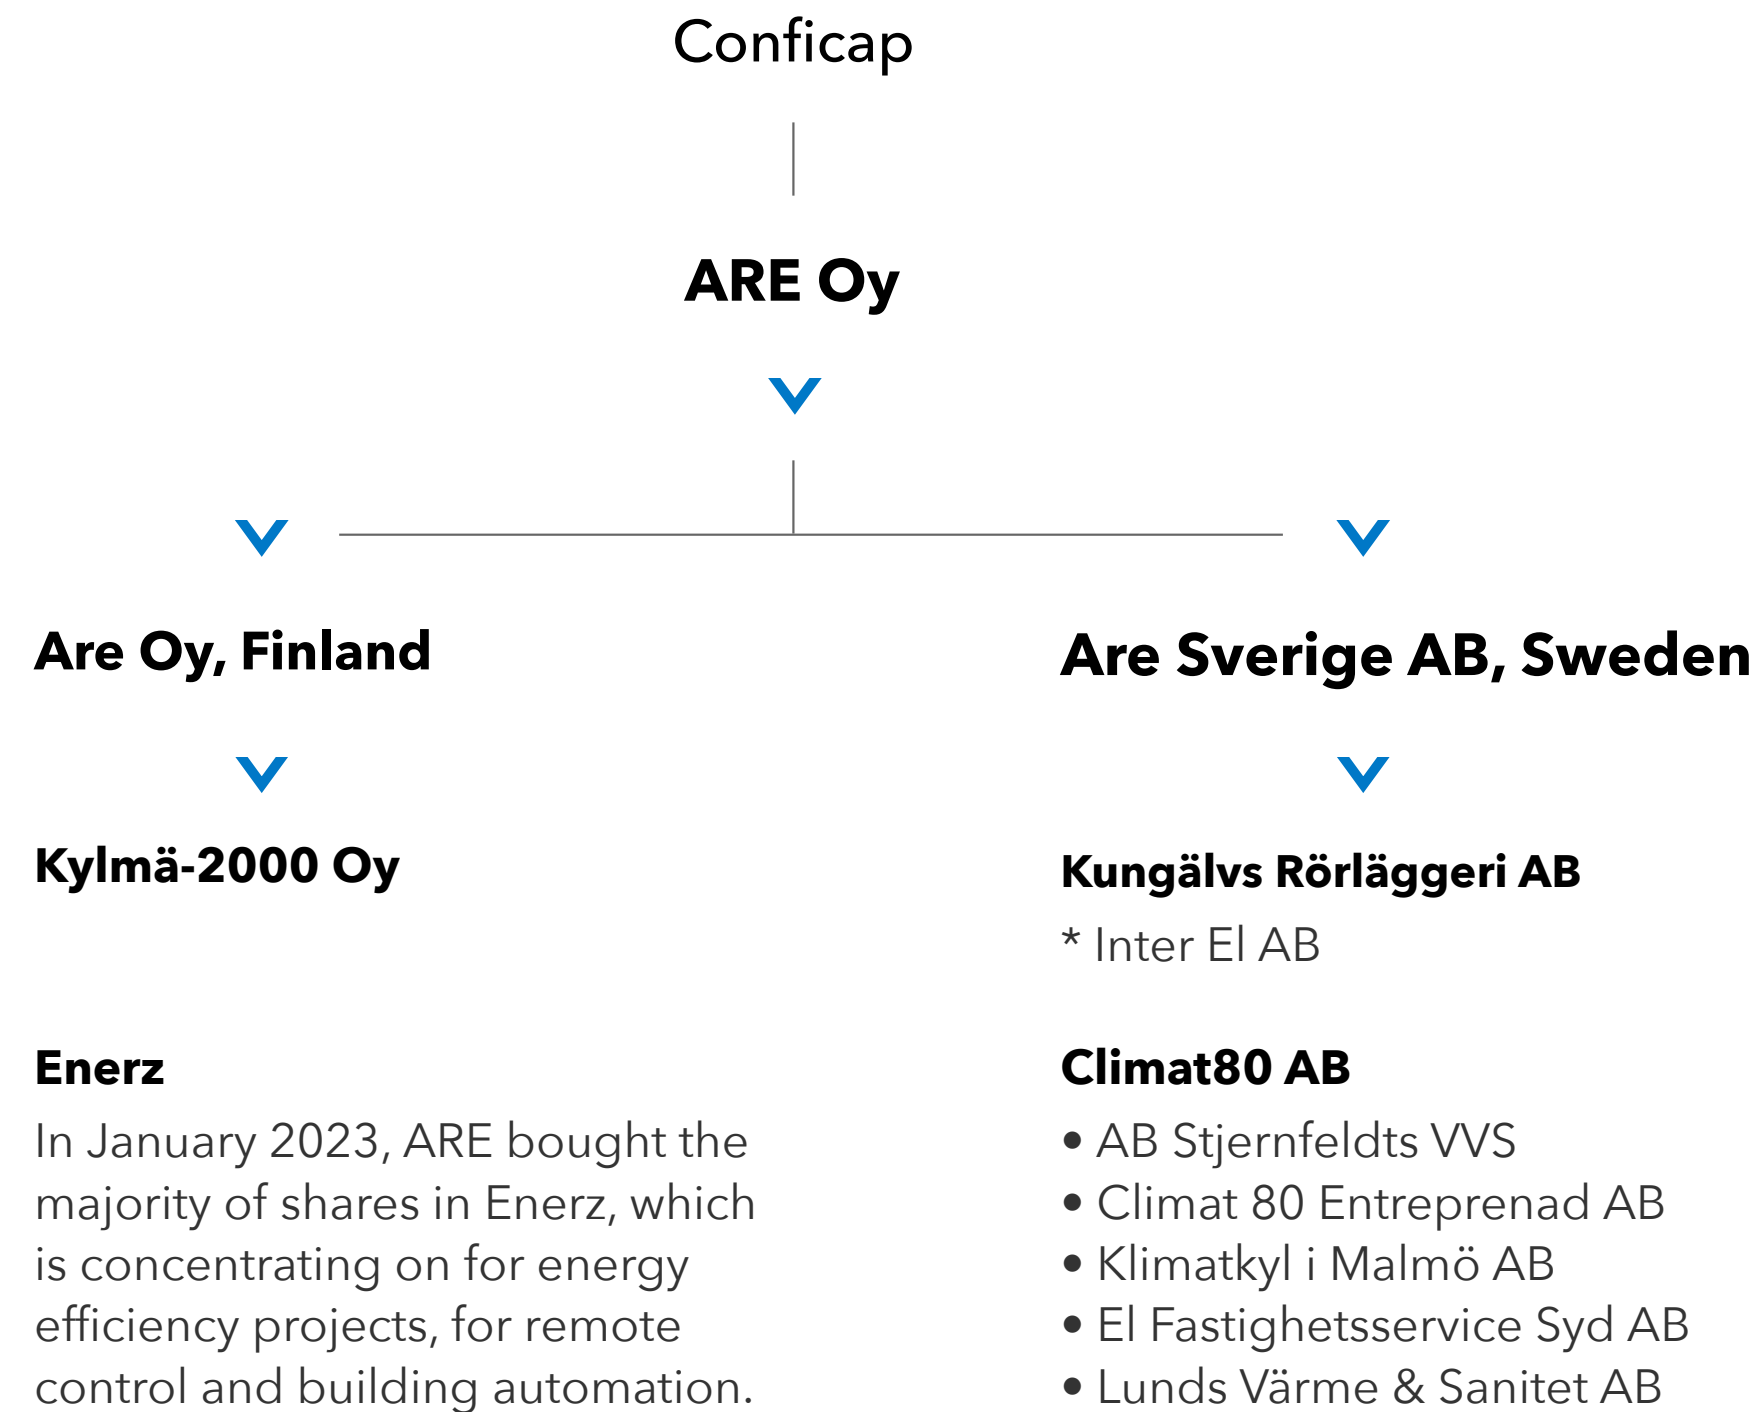 Conficap
ARE Oy
Are Oy, Finland
Are Sverige AB, Sweden
Kylmä-2000 Oy
Kungälvs Rörläggeri AB
* Inter El AB
Enerz
In January 2023, ARE bought the
majority of shares in Enerz, which
is concentrating on for energy
efficiency projects, for remote
control and building automation.
Climat80 AB
• AB Stjernfeldts VVS
• Climat 80 Entreprenad AB
• Klimatkyl i Malmö AB
• El Fastighetsservice Syd AB
• Lunds Värme & Sanitet AB